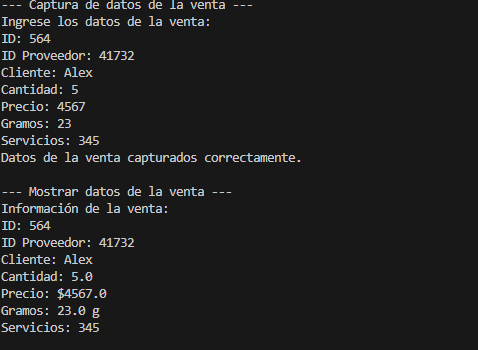 --- Captura de datos de la venta ---
Ingrese los datos de la venta:
ID: 564
ID Proveedor: 41732
Cliente: Alex
Cantidad: 5
Precio: 4567
Gramos: 23
Servicios: 345
Datos de la venta capturados correctamente.

--- Mostrar datos de la venta ---
Información de la venta:
ID: 564
ID Proveedor: 41732
Cliente: Alex
Cantidad: 5.0
Precio: $4567.0
Gramos: 23.0 g
Servicios: 345